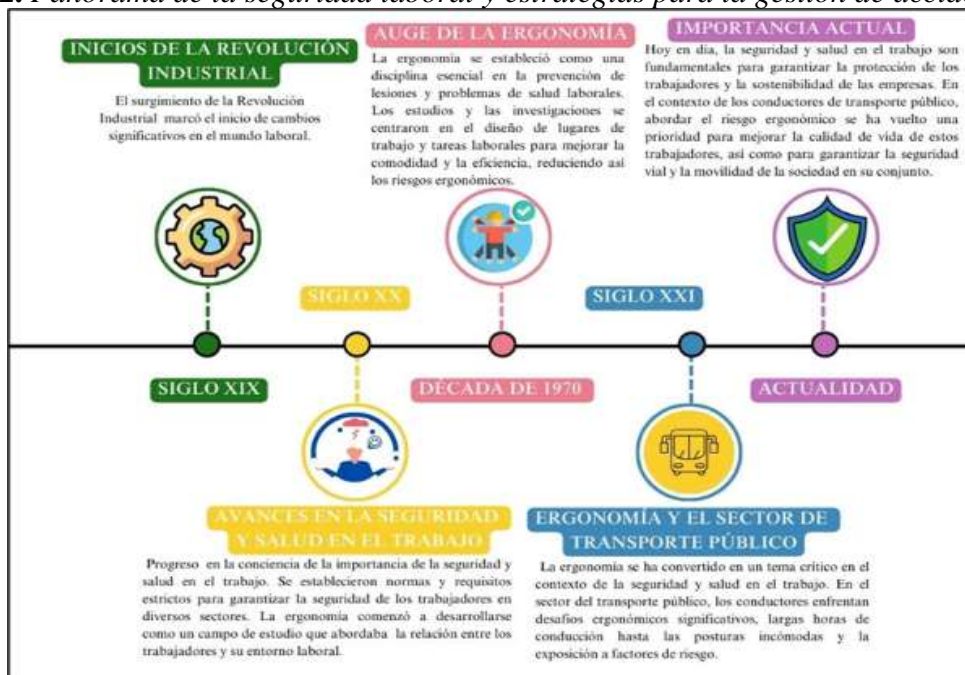 2. Panorama de la seguridad laboral y estrategias para la gestión de
INICIOS DE LA REVOLUCIÓN
INDUSTRIAL
El surgimiento de la Revolución
Industrial marcó el inicio de cambios
significativos en el mundo laboral.
AUGE DE LA ERGONOMÍA
La ergonomía se estableció como una
disciplina esencial en la prevención de
lesiones y problemas de salud laborales.
Los estudios y las investigaciones se
centraron en el diseño de lugares de
trabajo y tareas laborales para mejorar la
comodidad y la eficiencia, reduciendo así
los riesgos ergonómicos.
IMPORTANCIA ACTUAL
Hoy en día, la seguridad y salud en el trabajo son
fundamentales para garantizar la protección de los
trabajadores y la sostenibilidad de las empresas. En
el contexto de los conductores de transporte público,
abordar el riesgo ergonómico se ha vuelto una
prioridad para mejorar la calidad de vida de estos
trabajadores, así como para garantizar la seguridad
vial y la movilidad de la sociedad en su conjunto.
SIGLO XX
SIGLO XXI
SIGLO XIX
DÉCADA DE 1970
ACTUALIDAD
AVANCES EN LA SEGURIDAD
Y SALUD EN EL TRABAJO
Progreso en la conciencia de la importancia de la seguridad y
salud en el trabajo. Se establecieron normas y requisitos
estrictos para garantizar la seguridad de los trabajadores en
diversos sectores. La ergonomía comenzó a desarrollarse
como un campo de estudio que abordaba la relación entre los
trabajadores y su entorno laboral.
ERGONOMÍA Y EL SECTOR DE
TRANSPORTE PÚBLICO
La ergonomía se ha convertido en un tema crítico en el
contexto de la seguridad y salud en el trabajo. En el
sector del transporte público, los conductores enfrentan
desafíos ergonómicos significativos, largas horas de
conducción hasta las posturas incómodas y la
exposición a factores de riesgo.